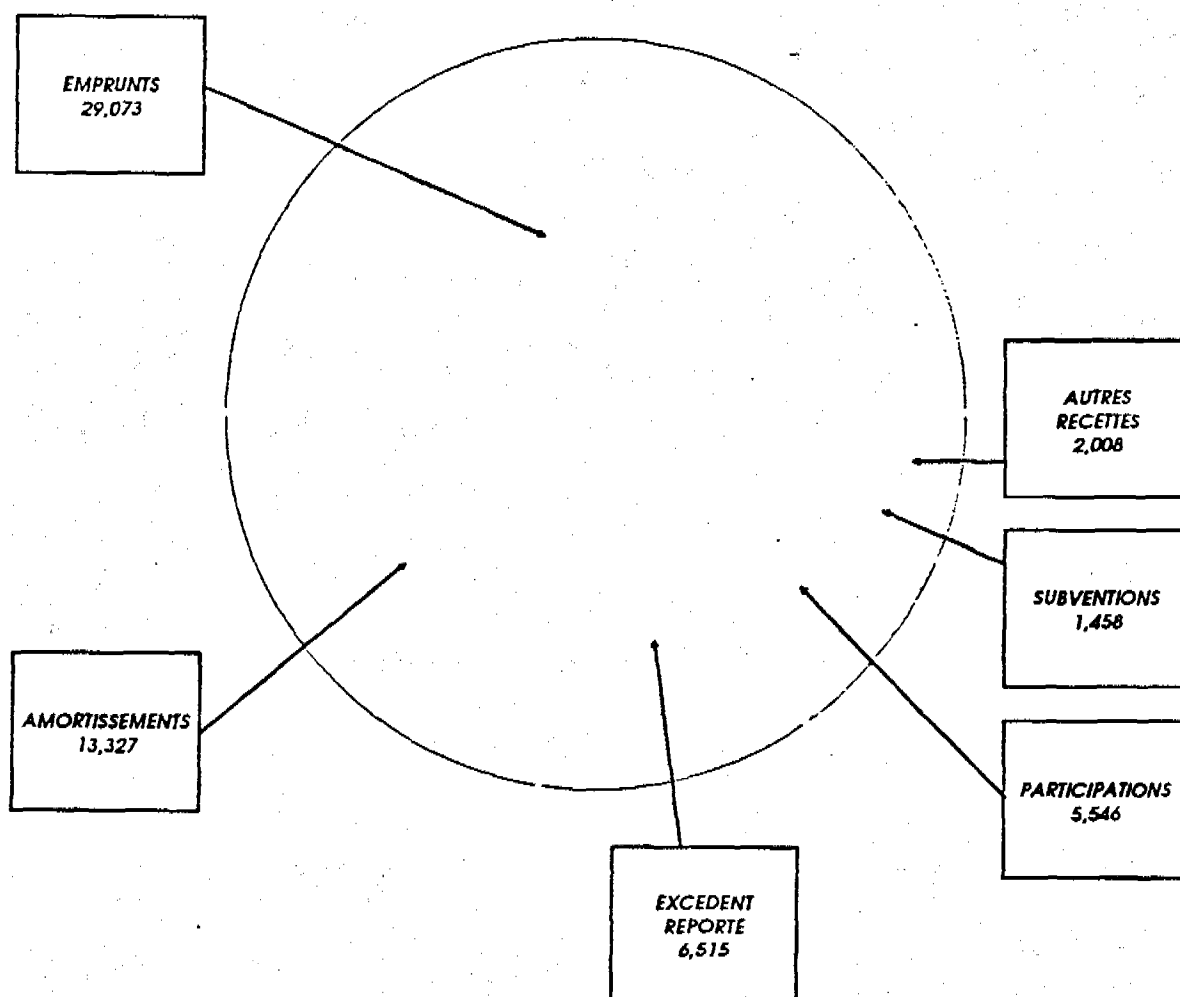 EMPRUNTS
29,073
AUTRES
RECETTES
2,008
SUBVENTIONS
1,458
AMORTISSEMENTS
13,327
PARTICIPATIONS
5,546
EXCEDENT
REPORTÉ
6,515